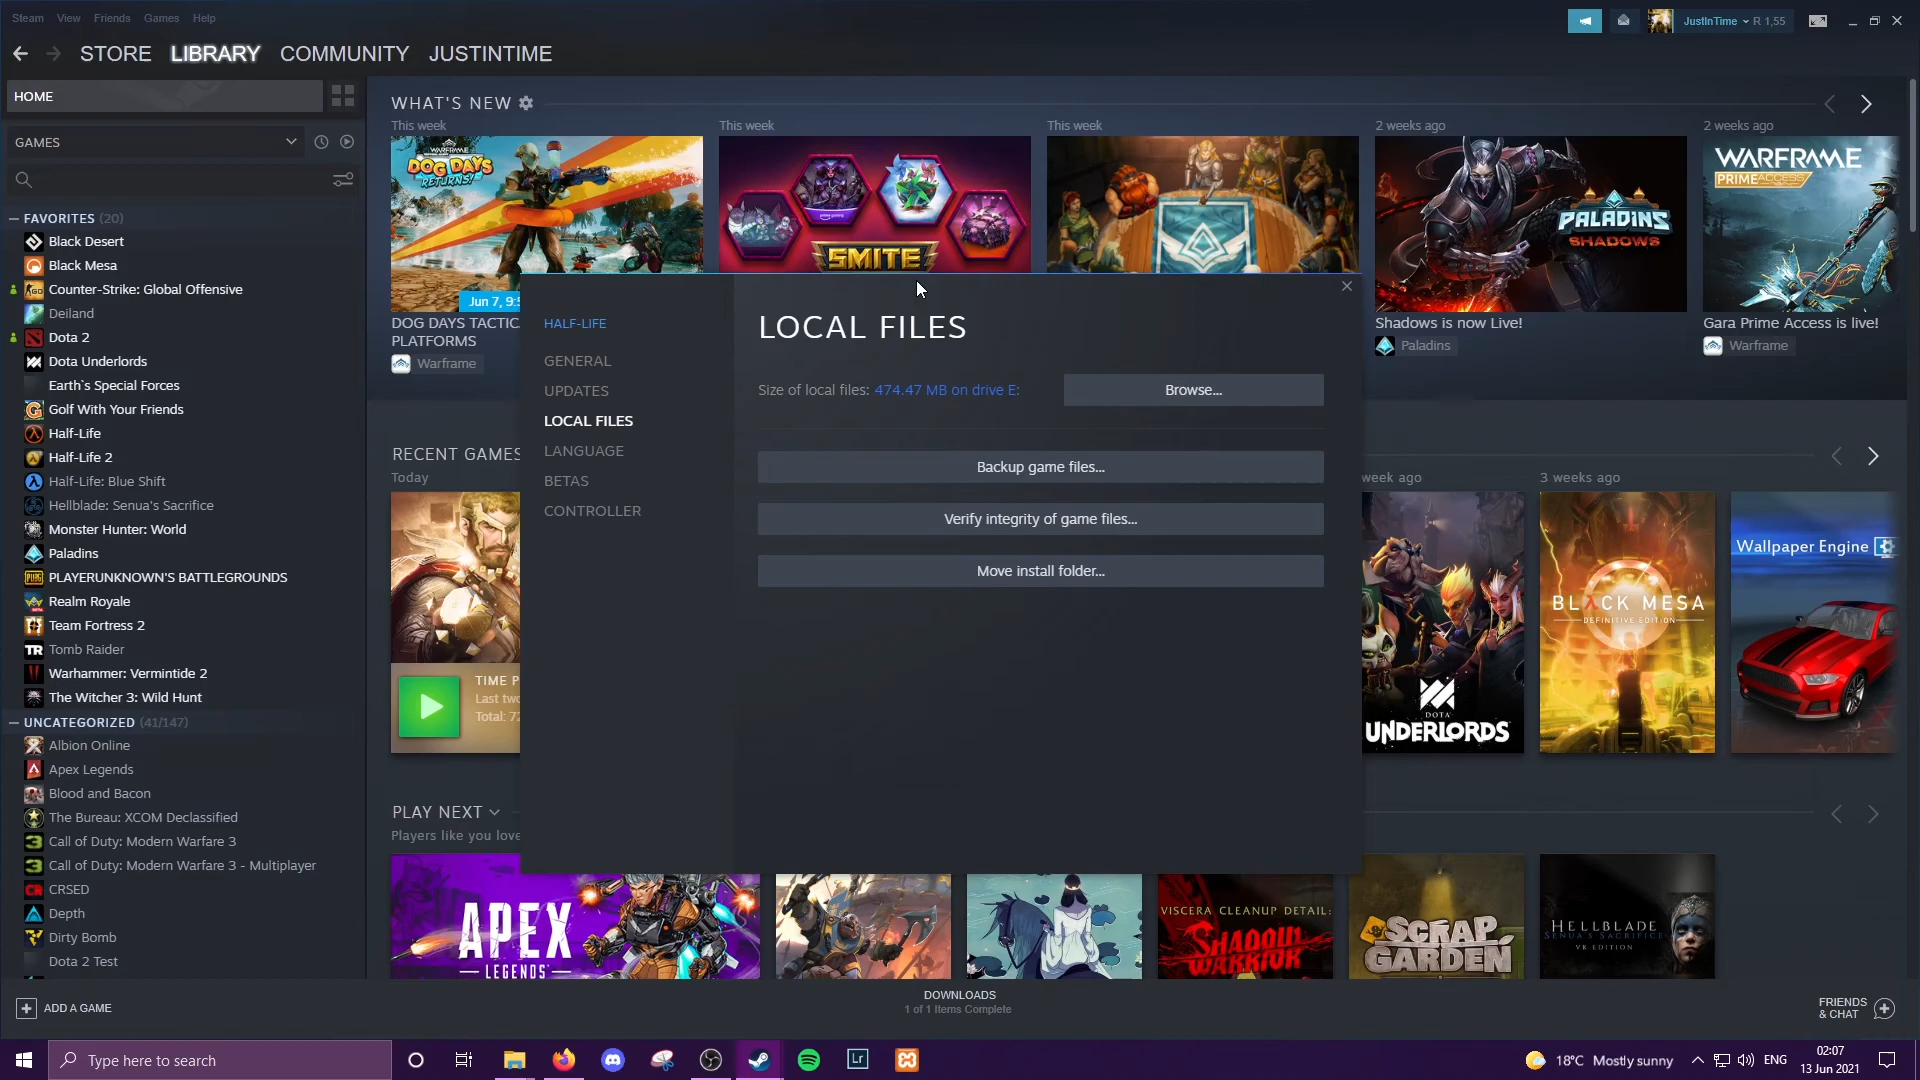 Steam View Friends Games Help
JustInTime R 1,55
STORE LIBRARY COMMUNITY JUSTINTIME
HOME
GAMES
FAVORITES (20)
Black Desert
Black Mesa
Counter-Strike: Global Offensive
Deiland
Dota 2
Dota Underlords
Earth`s Special Forces
Golf With Your Friends
Half-Life
Half-Life 2
Half-Life: Blue Shift
Hellblade: Senua's Sacrifice
Monster Hunter: World
Paladins
PLAYERUNKNOWN'S BATTLEGROUNDS
Realm Royale
Team Fortress 2
Tomb Raider
Warhammer: Vermintide 2
The Witcher 3: Wild Hunt
UNCATEGORIZED (41/147)
Albion Online
Apex Legends
Blood and Bacon
The Bureau: XCOM Declassified
Call of Duty: Modern Warfare 3
Call of Duty: Modern Warfare 3 - Multiplayer
CRSED
Depth
Dirty Bomb
Dota 2 Test
ADD A GAME
WHAT'S NEW
This week
This week
This week
2 weeks ago
2 weeks ago
WARFRAME
DOG DAYS
RETURNS!
Jun 7, 9:5
DOG DAYS TACTIC
PLATFORMS
Warframe
SMITE
PALADINS
SHADOWS
Shadows is now Live!
Paladins
WARFRAME
PRIME ACCESS
Gara Prime Access is live!
Warframe
HALF-LIFE
GENERAL
UPDATES
LOCAL FILES
LANGUAGE
BETAS
CONTROLLER
LOCAL FILES
Size of local files: 474.47 MB on drive E:
Browse...
Backup game files...
Verify integrity of game files...
Move install folder...
RECENT GAMES
Today
TIME P
Last tw
Total: 72
week ago
3 weeks ago
DOTA
UNDERLORDS
BLACK MESA
DEFINITIVE EDITION
Wallpaper Engine
PLAY NEXT
Players like you love
APEX
LEGENDS
VISCERA CLEANUP DETAIL:
SHADOW
WARRIOR
SCRAP
GARDEN
HELLBLADE
SENUA'S SACRIFICE
VR EDITION
DOWNLOADS
1 of 1 Items Complete
FRIENDS
& CHAT
Type here to search
Lr
18°C Mostly sunny
ENG
02:07
13 Jun 2021